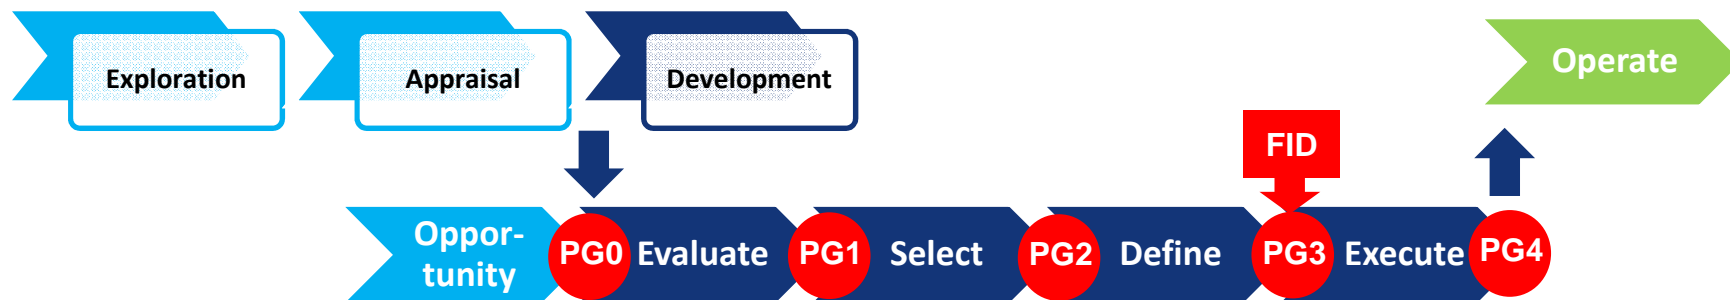 Exploration
Appraisal
Development
Operate
FID
Oppor-
tunity
PG0
Evaluate
PG1
Select
PG2
Define
PG3
Execute
PG4